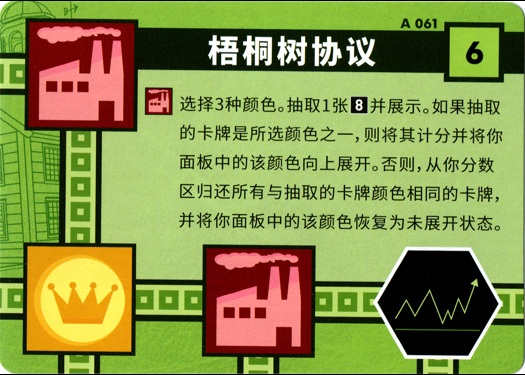 A 061
梧桐树协议
6
选择3种颜色。抽取1张8并展示。如果抽取
的卡牌是所选颜色之一，则将其计分并将你
面板中的该颜色向上展开。否则，从你分数
区归还所有与抽取的卡牌颜色相同的卡牌，
并将你面板中的该颜色恢复为未展开状态。